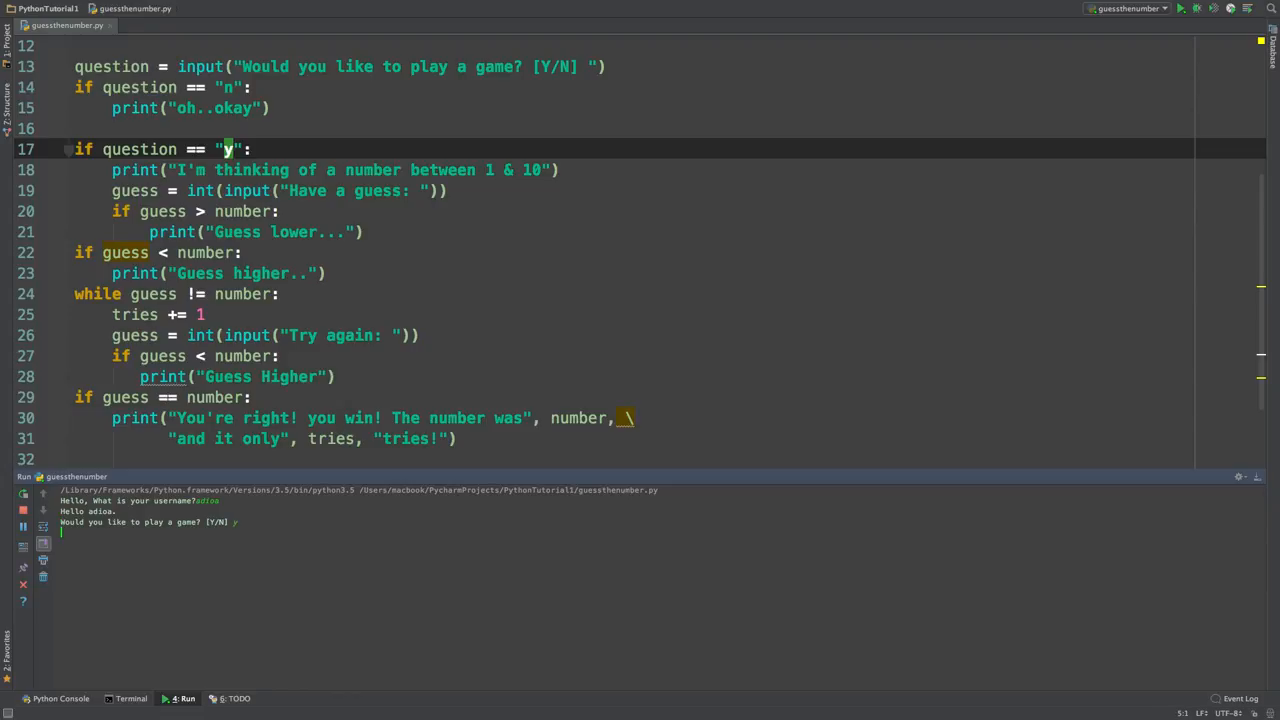 PythonTutorial1 guessthenumber.py guessthenumber
guessthenumber.py
1: Project
Z: Structure
2: Favorites
Database
12
13 question = input("Would you like to play a game? [Y/N] ")
14 if question == "n":
15 print("oh..okay")
16
17 if question == "y":
18 print("I'm thinking of a number between 1 & 10")
19 guess = int(input("Have a guess: "))
20 if guess > number:
21 print("Guess lower...")
22 if guess < number:
23 print("Guess higher..")
24 while guess != number:
25 tries += 1
26 guess = int(input("Try again: "))
27 if guess < number:
28 print("Guess Higher")
29 if guess == number:
30 print("You're right! you win! The number was", number, \
31 "and it only", tries, "tries!")
32
Run guessthenumber
/Library/Frameworks/Python.framework/Versions/3.5/bin/python3.5 /Users/macbook/PycharmProjects/PythonTutorial1/guessthenumber.py
Hello, What is your username?adioa
Hello adioa.
Would you like to play a game? [Y/N] y
Python Console Terminal 4: Run 6: TODO Event Log
5:1 LF÷ UTF-8÷